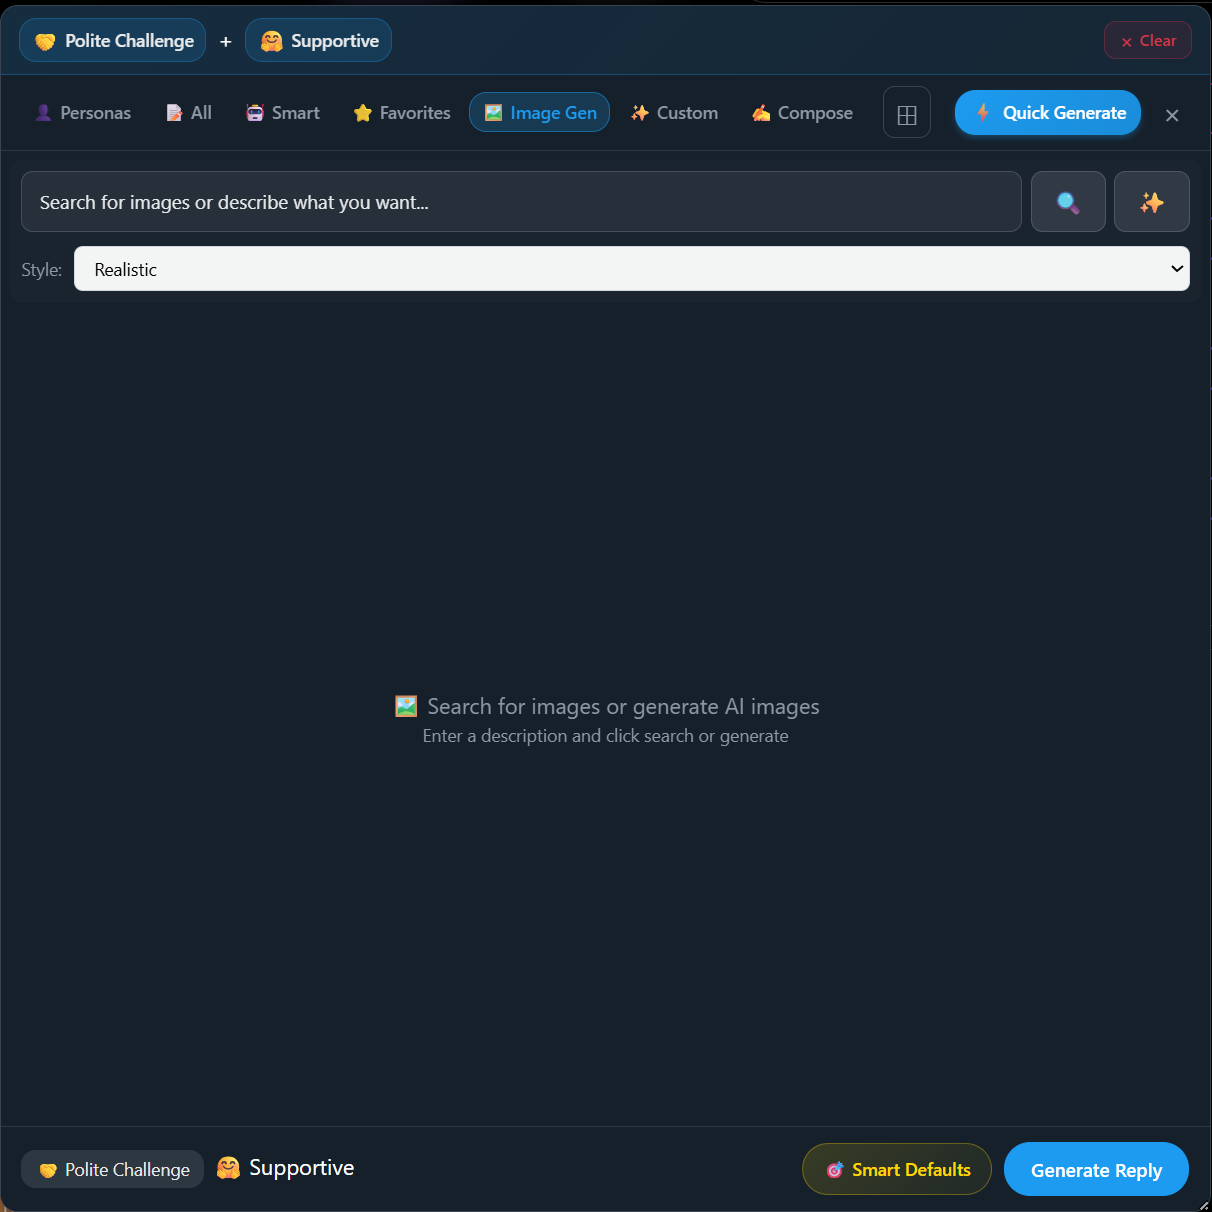 Polite Challenge + Supportive × Clear
Personas All Smart Favorites Image Gen Custom Compose Quick Generate ×
Search for images or describe what you want...
Style: Realistic
Search for images or generate AI images
Enter a description and click search or generate
Polite Challenge Supportive Smart Defaults Generate Reply